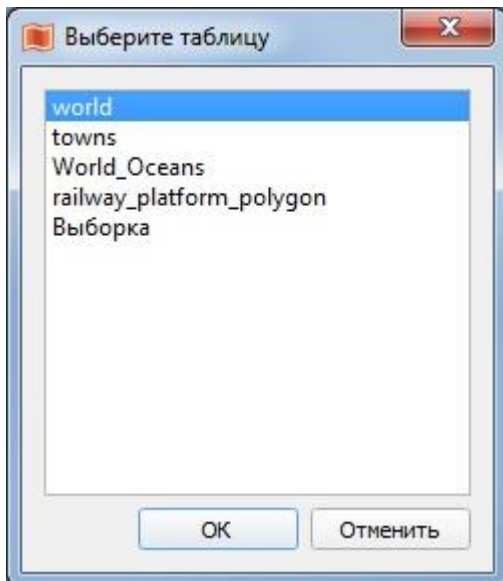 Выберите таблицу
world
towns
World_Oceans
railway_platform_polygon
Выборка
OK
Отменить